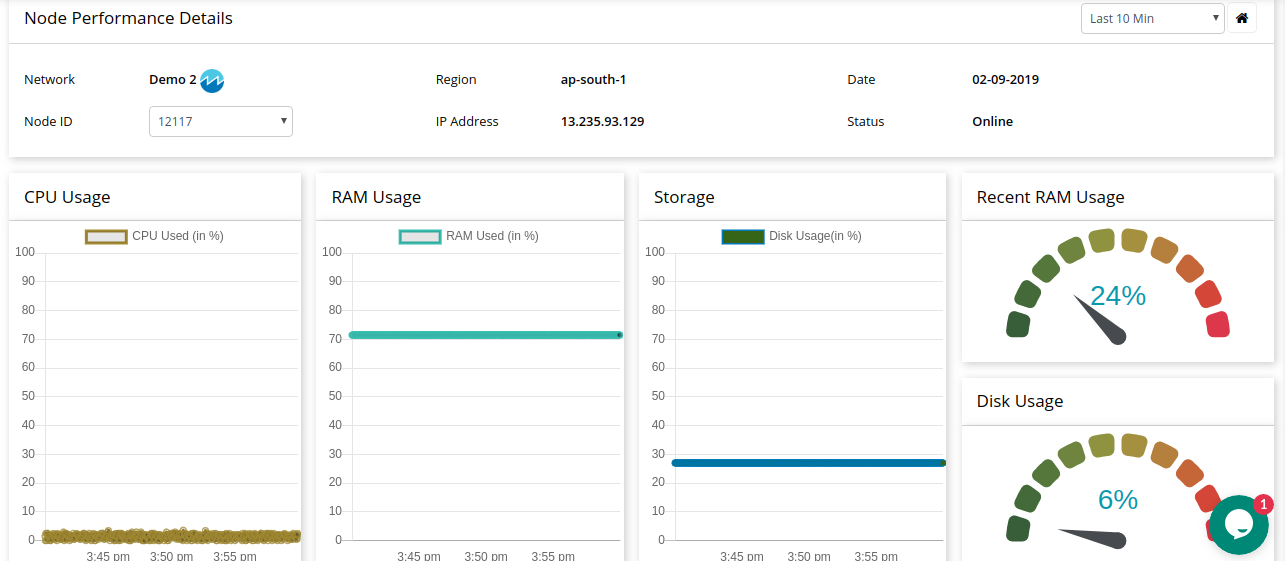 Node Performance Details
Last 10 Min
Network
Demo 2
Region
ap-south-1
Date
02-09-2019
Node ID
12117
IP Address
13.235.93.129
Status
Online
CPU Usage
CPU Used (in %)
100
90
80
70
60
50
40
30
20
10
0
3:45 pm 3:50 pm 3:55 pm
RAM Usage
RAM Used (in %)
100
90
80
70
60
50
40
30
20
10
0
3:45 pm 3:50 pm 3:55 pm
Storage
Disk Usage(in %)
100
90
80
70
60
50
40
30
20
10
0
3:45 pm 3:50 pm 3:55 pm
Recent RAM Usage
24%
Disk Usage
6%
1